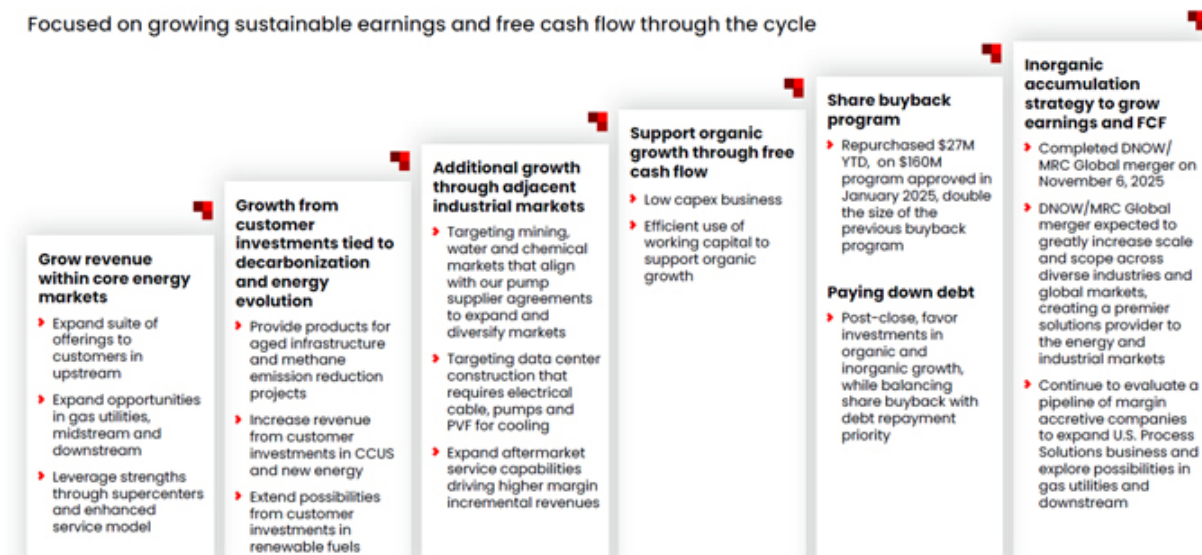 Focused on growing sustainable earnings and free cash flow through the cycle
Grow revenue
within core energy
markets
Expand suite of
offerings to
customers in
upstream
Expand opportunities
in gas utilities,
midstream and
downstream
Leverage strengths
through supercenters
and enhanced
service model
Growth from
customer
investments tied to
decarbonization
and energy
evolution
Provide products for
aged infrastructure
and methane
emission reduction
projects
Increase revenue
from customer
investments in CCUS
and new energy
Extend possibilities
from customer
investments in
renewable fuels
Additional growth
through adjacent
industrial markets
Targeting mining,
water and chemical
markets that align
with our pump
supplier agreements
to expand and
diversify markets
Targeting data center
construction that
requires electrical
cable, pumps and
PVF for cooling
Expand aftermarket
service capabilities
driving higher margin
incremental revenues
Support organic
growth through free
cash flow
Low capex business
Efficient use of
working capital to
support organic
growth
Share buyback
program
Repurchased $27M
YTD, on $160M
program approved in
January 2025, double
the size of the
previous buyback
program
Paying down debt
Post-close, favor
investments in
organic and
inorganic growth,
while balancing
share buyback with
debt repayment
priority
Inorganic
accumulation
strategy to grow
earnings and FCF
Completed DNOW/
MRC Global merger on
November 6, 2025
DNOW/MRC Global
merger expected to
greatly increase scale
and scope across
diverse industries and
global markets,
creating a premier
solutions provider to
the energy and
industrial markets
Continue to evaluate a
pipeline of margin
accretive companies
to expand U.S. Process
Solutions business and
explore possibilities in
gas utilities and
downstream